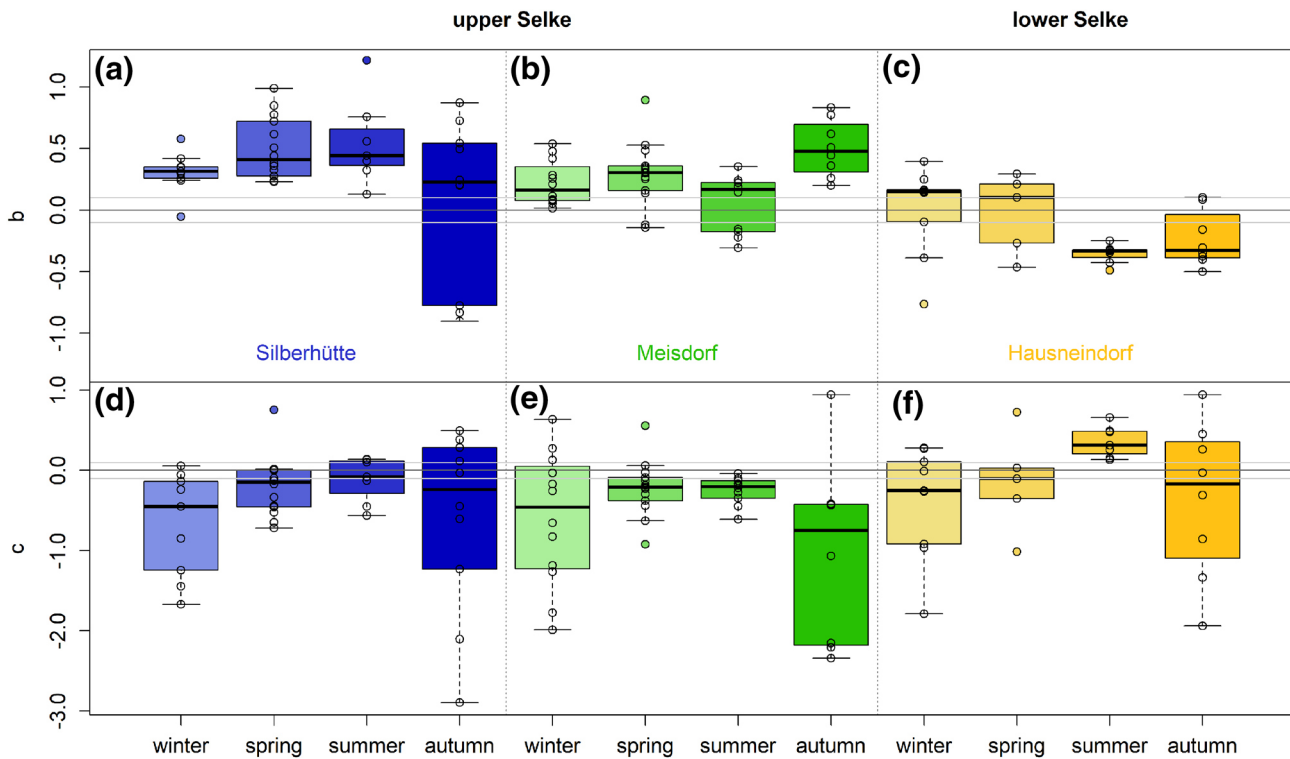 upper Selke lower Selke
(a) (b) (c)
b
1.0
0.5
0.0
-0.5
-1.0
Silberhütte Meisdorf Hausneindorf
(d) (e) (f)
c
1.0
0.0
-1.0
-2.0
-3.0
winter spring summer autumn winter spring summer autumn winter spring summer autumn